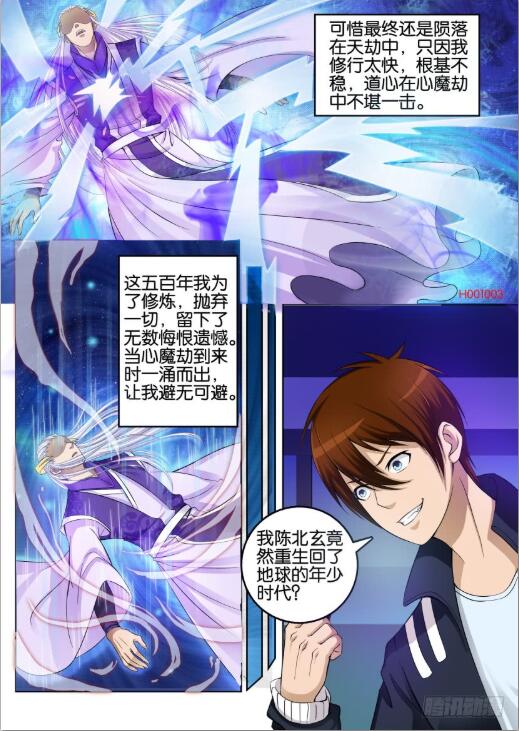 可惜最终还是陨落
在天劫中，只因我
修行太快，根基不
稳，道心在心魔劫
中不堪一击。
H001003
这五百年我为
了修炼，抛弃
一切，留下了
无数悔恨遗憾。
当心魔劫到来
时一涌而出，
让我避无可避。
我陈北玄竟
然重生回了
地球的年少
时代？
腾讯动漫